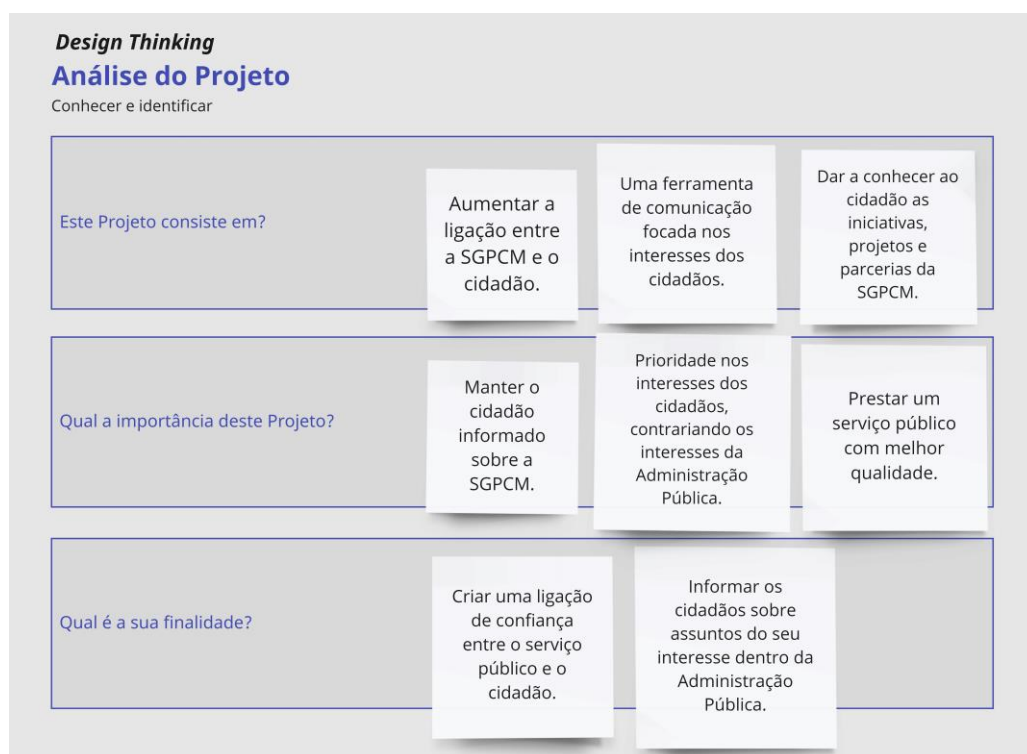 Design Thinking
Análise do Projeto
Conhecer e identificar
Este Projeto consiste em?
Aumentar a
ligação entre
a SGPCM e o
cidadão.
Uma ferramenta
de comunicação
focada nos
interesses dos
cidadãos.
Dar a conhecer ao
cidadão as
iniciativas,
projetos e
parcerias da
SGPCM.
Qual a importância deste Projeto?
Manter o
cidadão
informado
sobre a
SGPCM.
Prioridade nos
interesses dos
cidadãos,
contrariando os
interesses da
Administração
Pública.
Prestar um
serviço público
com melhor
qualidade.
Qual é a sua finalidade?
Criar uma ligação
de confiança
entre o serviço
público e o
cidadão.
Informar os
cidadãos sobre
assuntos do seu
interesse dentro da
Administração
Pública.